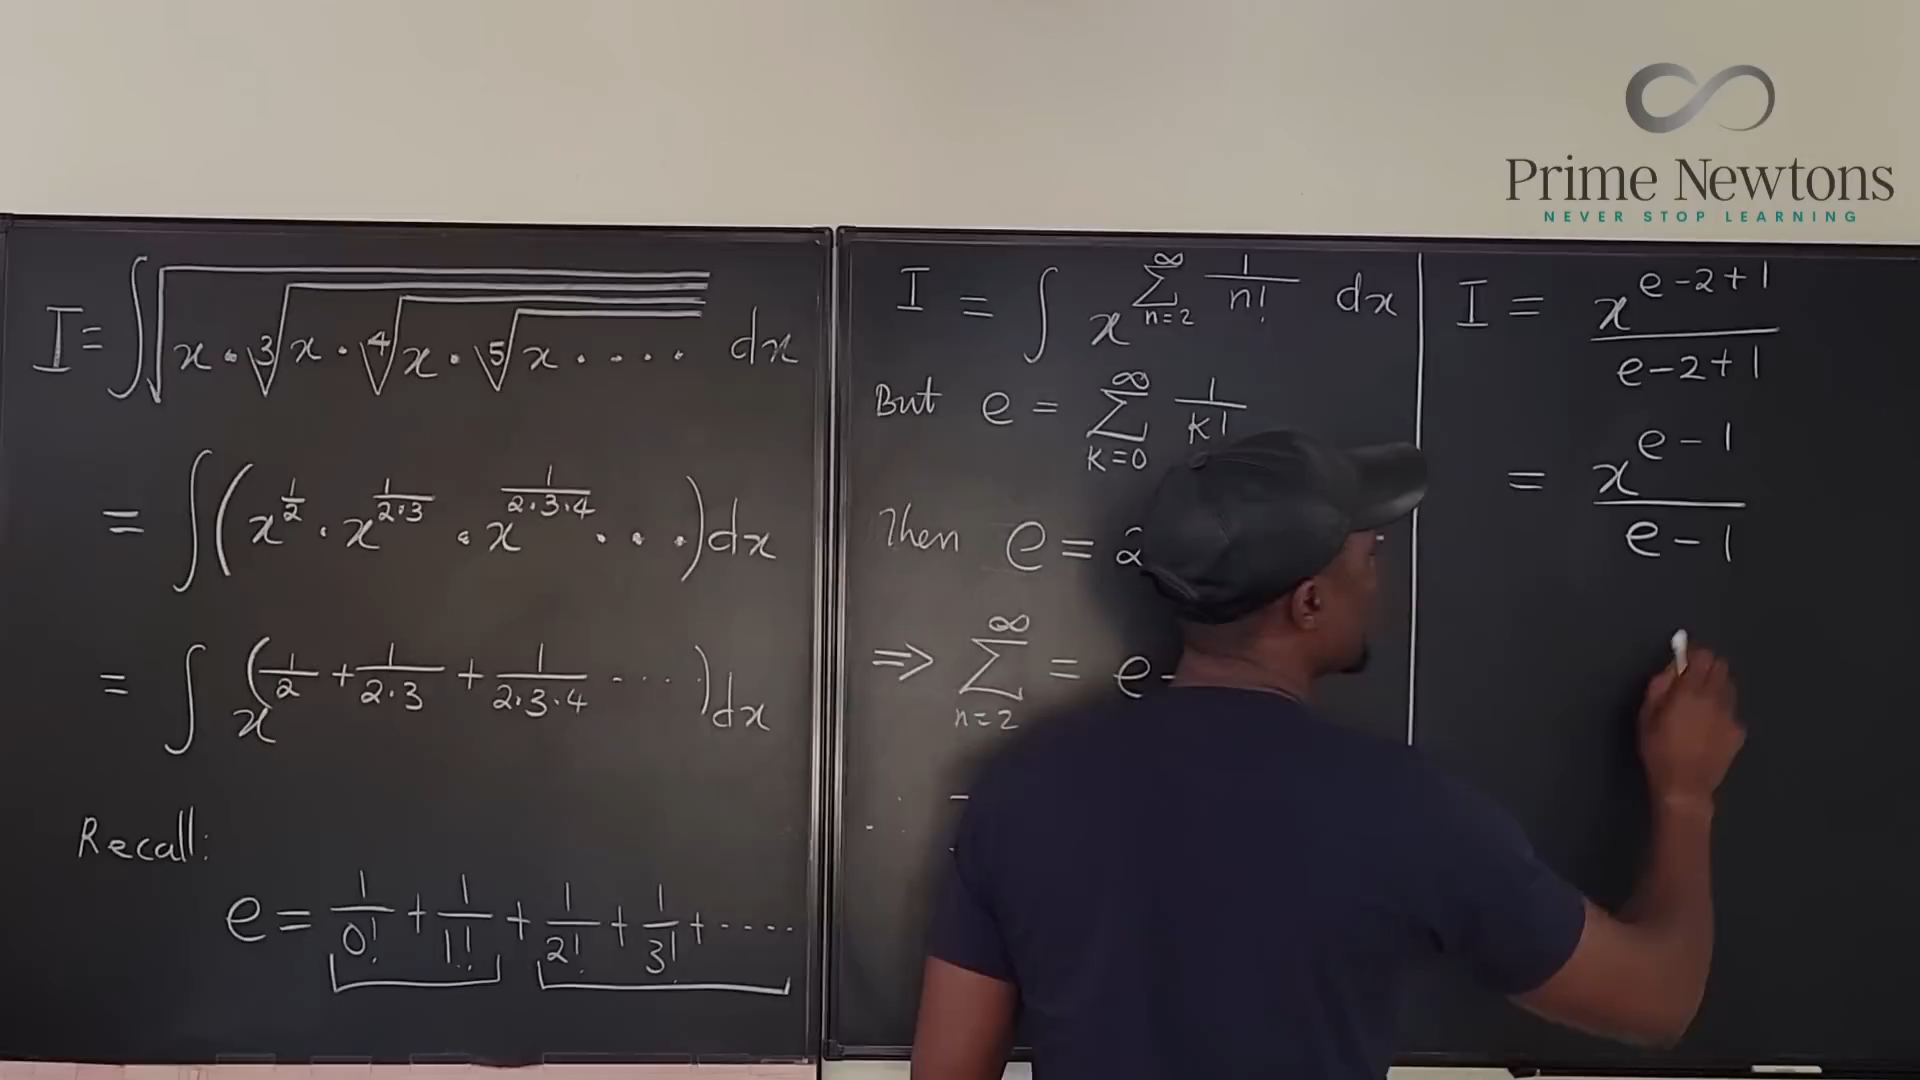 Prime Newtons
NEVER STOP LEARNING
I = ∫ √(x · ∛(x · ∜(x · ⁵√(x · · · · ·)))) dx
= ∫ (x^(1/2) · x^(1/(2·3)) · x^(1/(2·3·4)) · · ·) dx
= ∫ x^(1/2 + 1/(2·3) + 1/(2·3·4) · · · ·) dx
Recall:
e = 1/0! + 1/1! + 1/2! + 1/3! + · · · ·
I = ∫ x^(∑_{n=2}^{∞} 1/n!) dx
But e = ∑_{k=0}^{∞} 1/k!
Then e = 2
⇒ ∑_{n=2}^{∞} = e -
I = x^(e-2+1) / (e-2+1)
= x^(e-1) / (e-1)